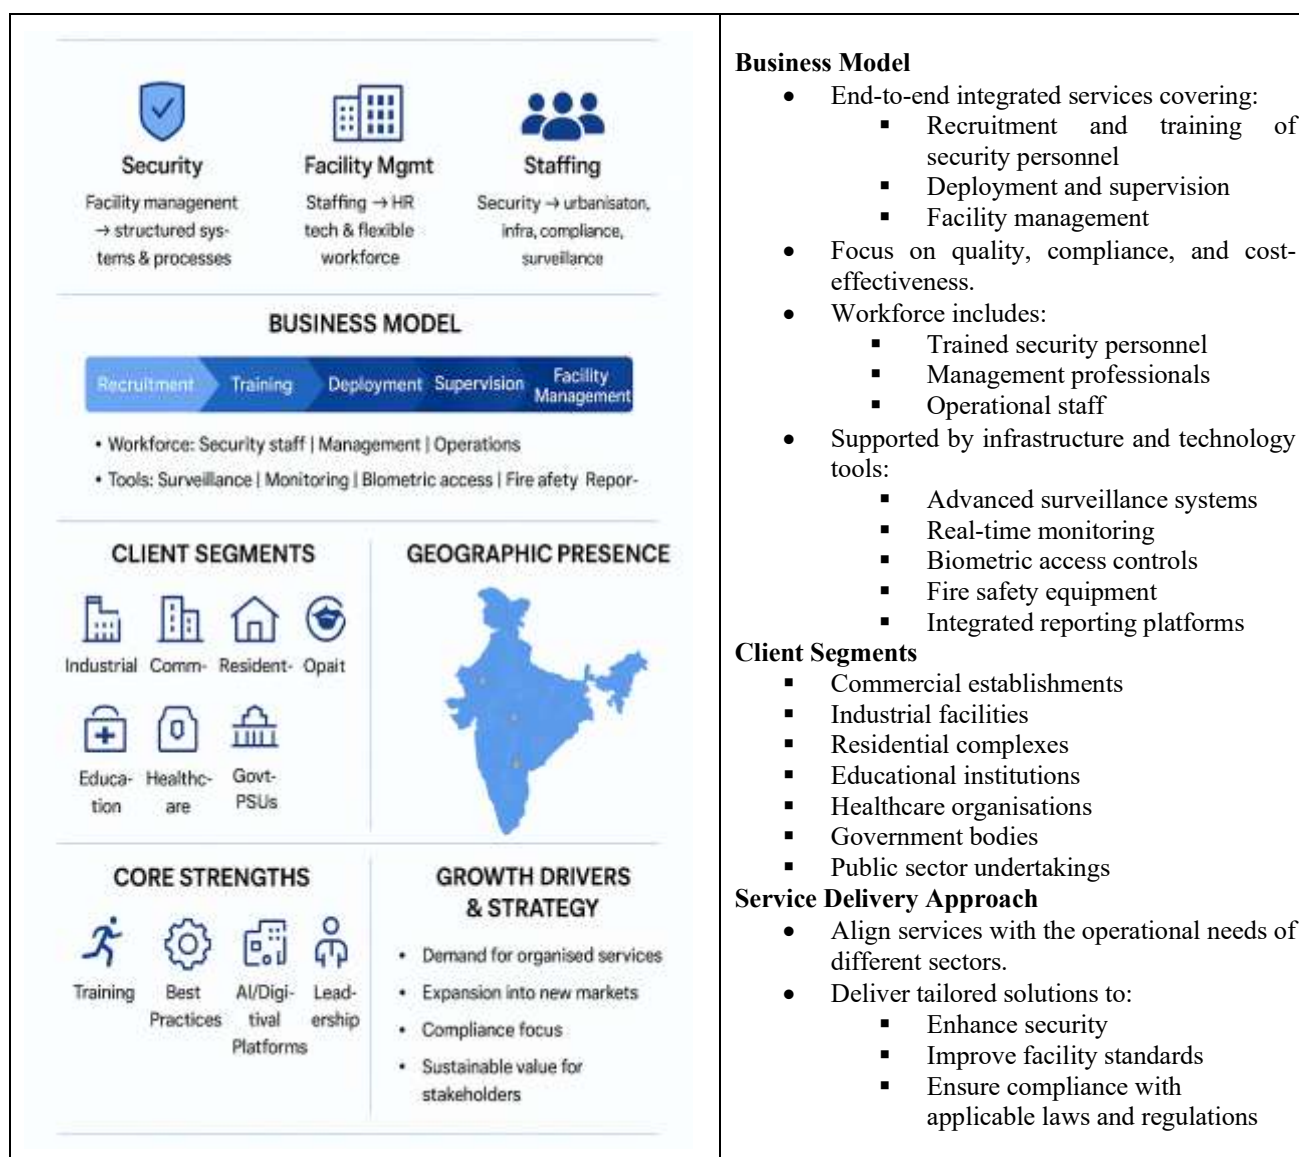 Security
Facility managenent
→ structured sys-
tems & processes
Facility Mgmt
Staffing → HR
tech & flexible
workforce
Staffing
Security → urbanisaton,
infra, compliance,
surveillance
BUSINESS MODEL
Recruitment
Training
Deployment
Supervision
Facility
Management
• Workforce: Security staff | Management | Operations
• Tools: Surveillance | Monitoring | Biometric access | Fire afety Repor-
CLIENT SEGMENTS
Industrial
Comm-
Resident-
Opait
Educa-
tion
Healthc-
are
Govt-
PSUs
GEOGRAPHIC PRESENCE
CORE STRENGTHS
Training
Best
Practices
AI/Digi-
tival
Platforms
Lead-
ership
GROWTH DRIVERS
& STRATEGY
• Demand for organised services
• Expansion into new markets
• Compliance focus
• Sustainable value for
stakeholders
Business Model
• End-to-end integrated services covering:
▪ Recruitment and training of
security personnel
▪ Deployment and supervision
▪ Facility management
• Focus on quality, compliance, and cost-
effectiveness.
• Workforce includes:
▪ Trained security personnel
▪ Management professionals
▪ Operational staff
• Supported by infrastructure and technology
tools:
▪ Advanced surveillance systems
▪ Real-time monitoring
▪ Biometric access controls
▪ Fire safety equipment
▪ Integrated reporting platforms
Client Segments
▪ Commercial establishments
▪ Industrial facilities
▪ Residential complexes
▪ Educational institutions
▪ Healthcare organisations
▪ Government bodies
▪ Public sector undertakings
Service Delivery Approach
• Align services with the operational needs of
different sectors.
• Deliver tailored solutions to:
▪ Enhance security
▪ Improve facility standards
▪ Ensure compliance with
applicable laws and regulations